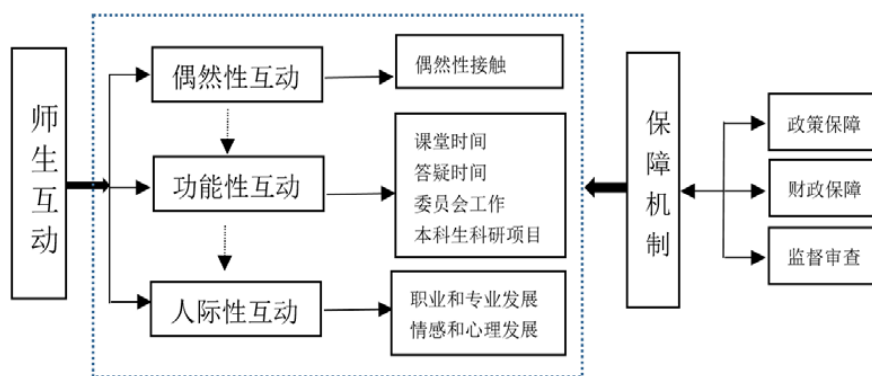 师生互动
偶然性互动
偶然性接触
功能性互动
课堂时间
答疑时间
委员会工作
本科生科研项目
人际性互动
职业和专业发展
情感和心理发展
保障机制
政策保障
财政保障
监督审查